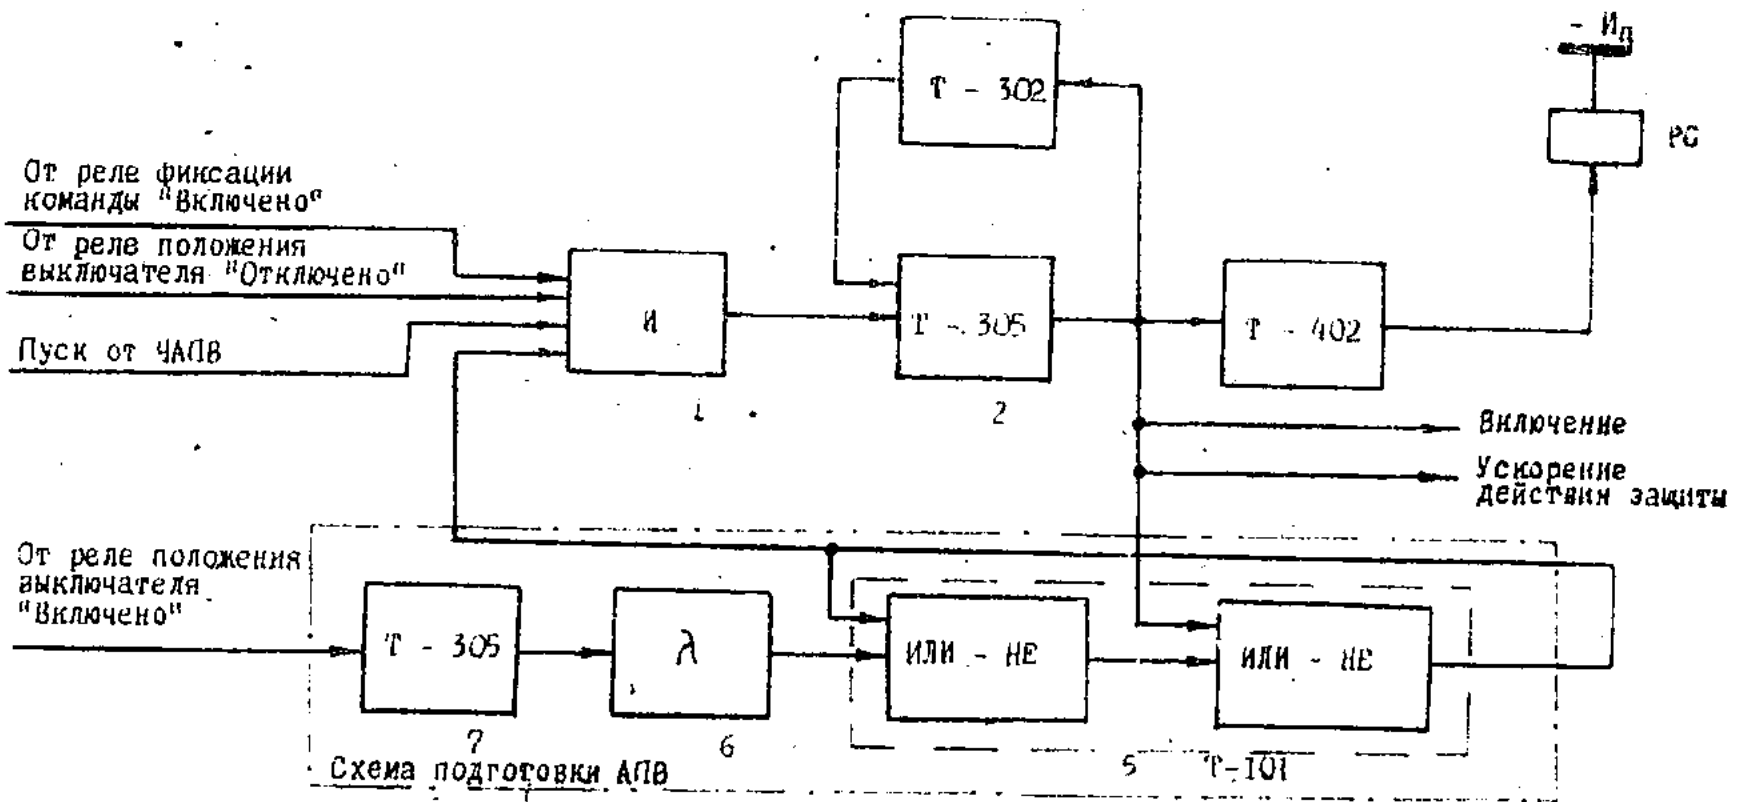 - Ип
Т - 302
РС
От реле фиксации
команды "Включено"
От реле положения
выключателя "Отключено"
Пуск от ЧАПВ
И
1
Т - 305
2
Т - 402
Включение
Ускорение
действия защиты
От реле положения
выключателя
"Включено"
Т - 305
7
λ
6
ИЛИ - НЕ
ИЛИ - НЕ
5
Т-101
Схема подготовки АПВ